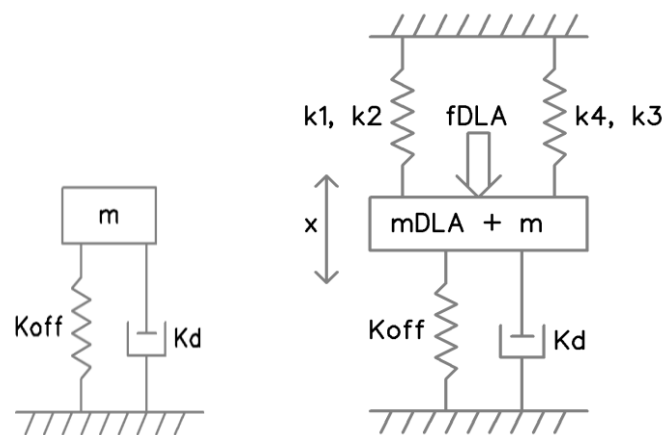 m
Koff
Kd
k1, k2
fDLA
k4, k3
x
mDLA + m
Koff
Kd